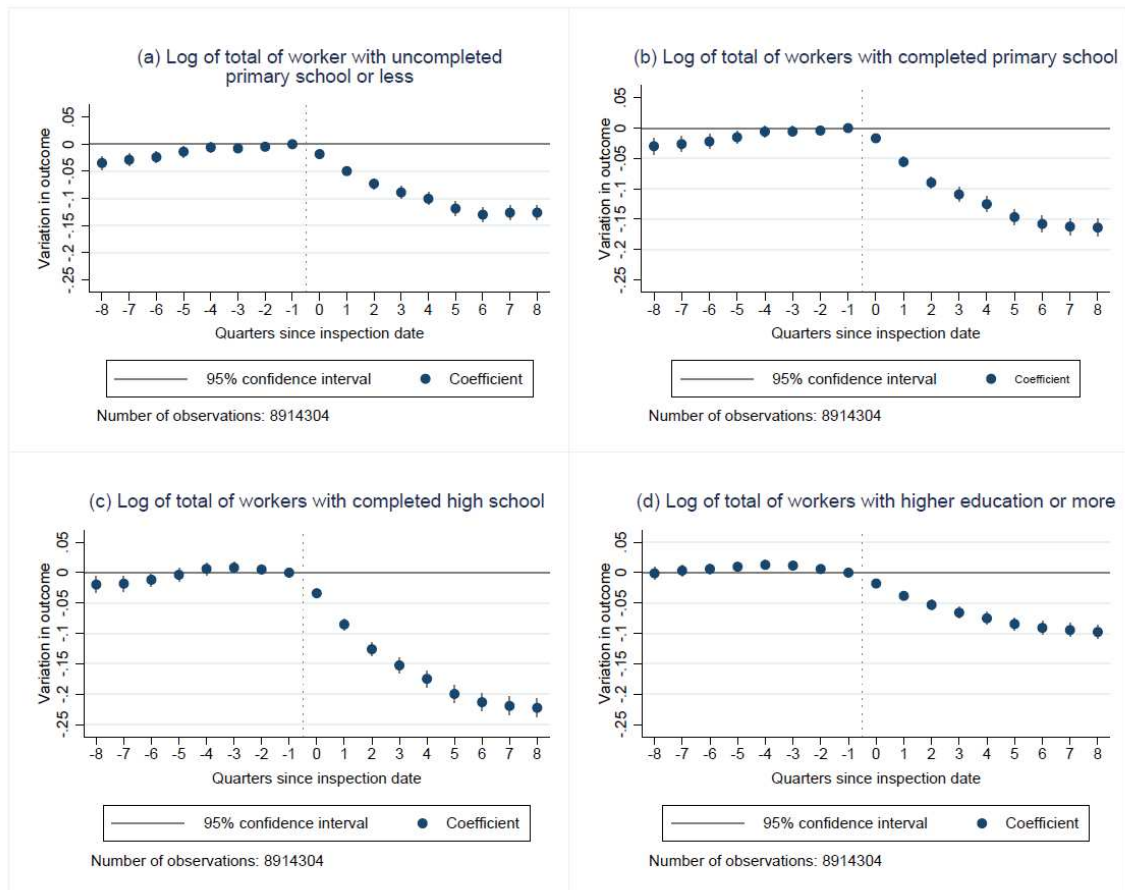 (a) Log of total of worker with uncompleted
primary school or less
Variation in outcome
.05
0
-.05
-.1
-.15
-.2
-.25
-8 -7 -6 -5 -4 -3 -2 -1 0 1 2 3 4 5 6 7 8
Quarters since inspection date
95% confidence interval Coefficient
Number of observations: 8914304
(b) Log of total of workers with completed primary school
Variation in outcome
.05
0
-.05
-.1
-.15
-.2
-.25
-8 -7 -6 -5 -4 -3 -2 -1 0 1 2 3 4 5 6 7 8
Quarters since inspection date
95% confidence interval Coefficient
Number of observations: 8914304
(c) Log of total of workers with completed high school
Variation in outcome
.05
0
-.05
-.1
-.15
-.2
-.25
-8 -7 -6 -5 -4 -3 -2 -1 0 1 2 3 4 5 6 7 8
Quarters since inspection date
95% confidence interval Coefficient
Number of observations: 8914304
(d) Log of total of workers with higher education or more
Variation in outcome
.05
0
-.05
-.1
-.15
-.2
-.25
-8 -7 -6 -5 -4 -3 -2 -1 0 1 2 3 4 5 6 7 8
Quarters since inspection date
95% confidence interval Coefficient
Number of observations: 8914304